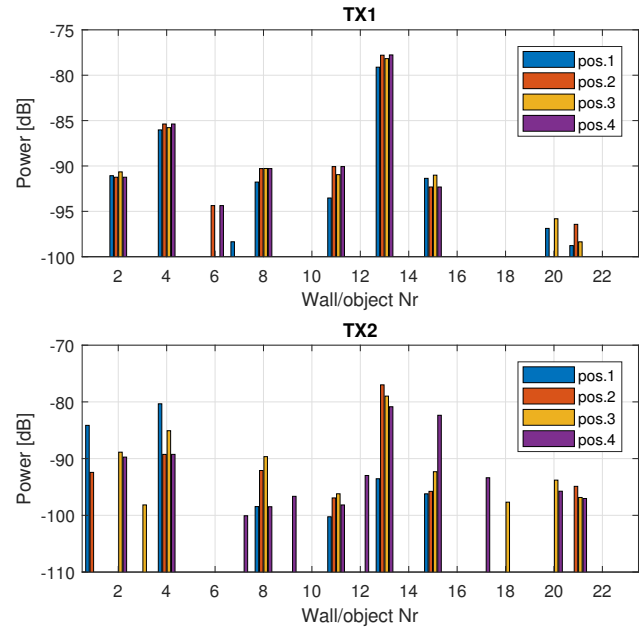 TX1
-75
-80
-85
-90
-95
-100
Power [dB]
pos.1
pos.2
pos.3
pos.4
2 4 6 8 10 12 14 16 18 20 22
Wall/object Nr
TX2
-70
-80
-90
-100
-110
Power [dB]
pos.1
pos.2
pos.3
pos.4
2 4 6 8 10 12 14 16 18 20 22
Wall/object Nr